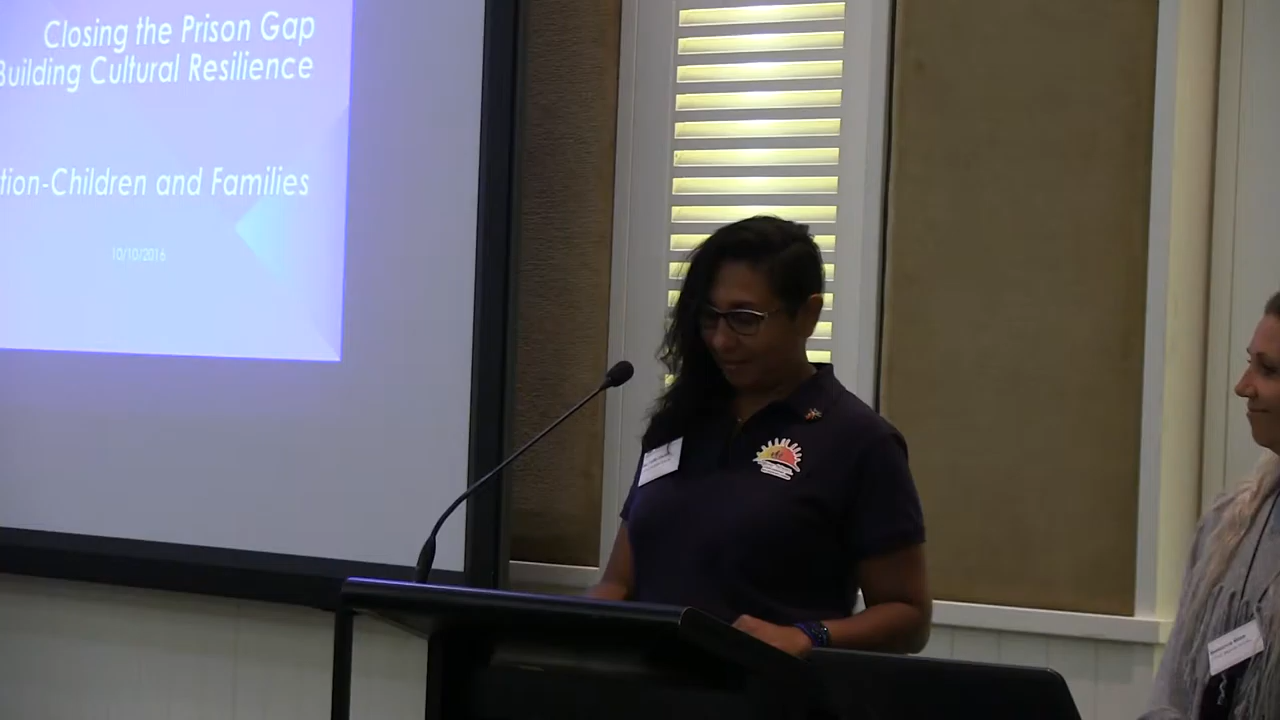 Closing the Prison Gap
Building Cultural Resilience
tion-Children and Families
10/10/2016